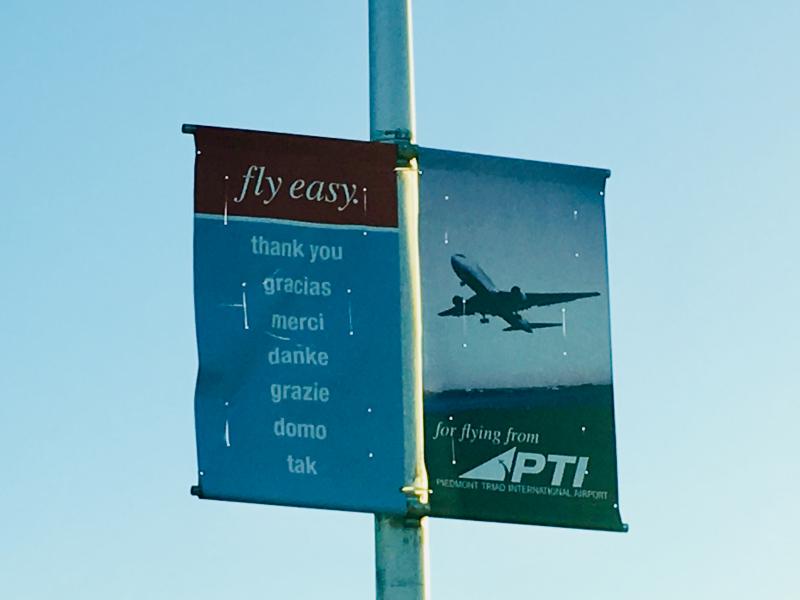 fly easy.
thank you
gracias
merci
danke
grazie
domo
tak
for flying from
PTI
PIEDMONT TRIAD INTERNATIONAL AIRPORT